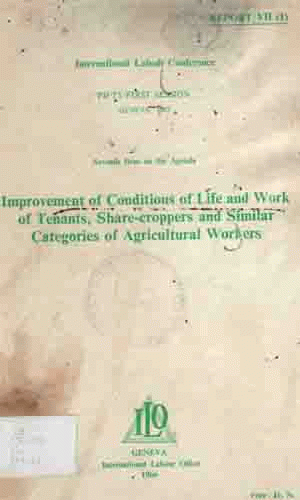 REPORT VII (1)
International Labour Conference
FIFTY-FIRST SESSION
GENEVA
Seventh Item on the Agenda
Improvement of Conditions of Life and Work
of Tenants, Share-croppers and Similar
Categories of Agricultural Workers
ILO
GENEVA
International Labour Office
1966